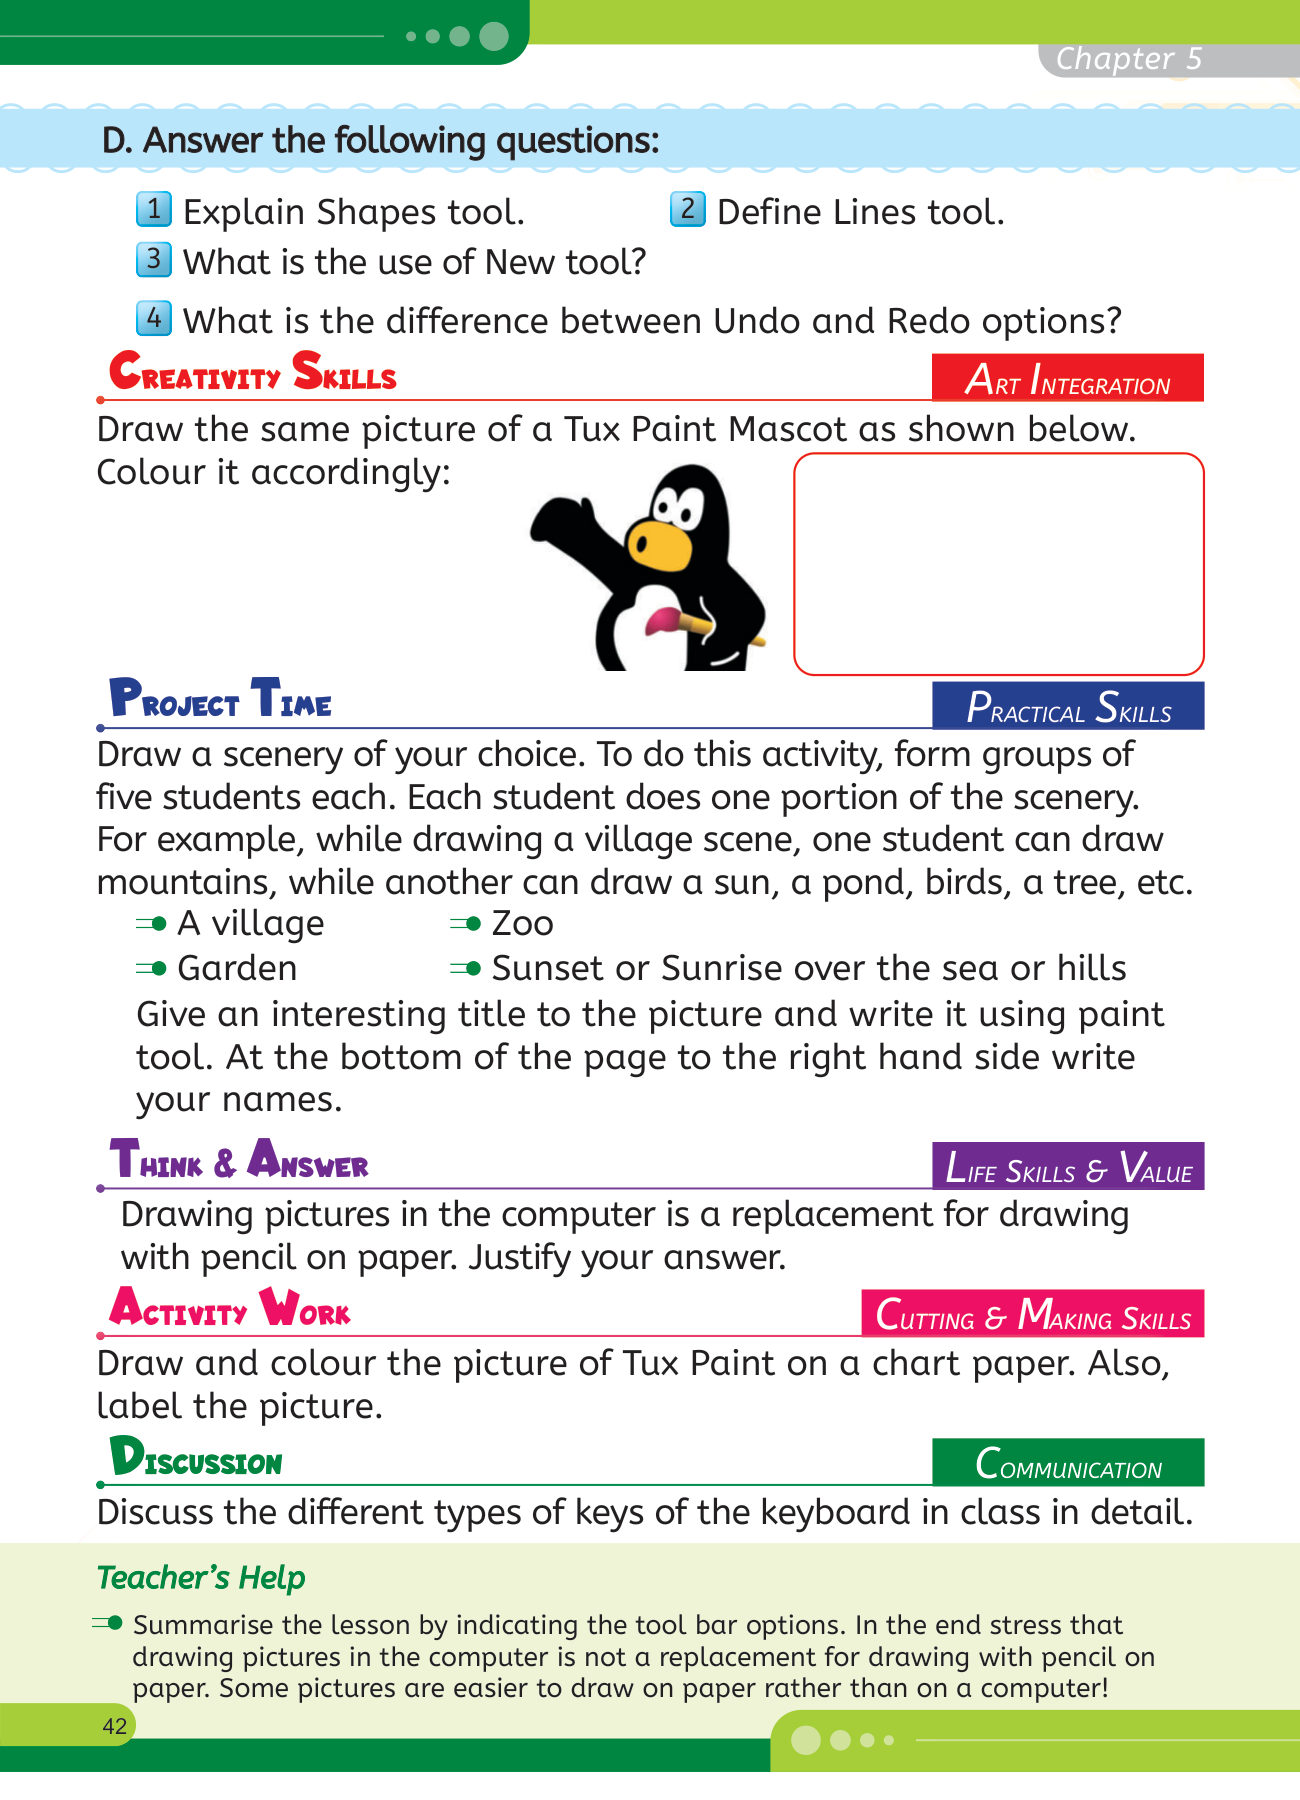 Chapter 5
D. Answer the following questions:
1 Explain Shapes tool. 2 Define Lines tool.
3 What is the use of New tool?
4 What is the difference between Undo and Redo options?
CREATIVITY SKILLS ART INTEGRATION
Draw the same picture of a Tux Paint Mascot as shown below.
Colour it accordingly:
PROJECT TIME PRACTICAL SKILLS
Draw a scenery of your choice. To do this activity, form groups of
five students each. Each student does one portion of the scenery.
For example, while drawing a village scene, one student can draw
mountains, while another can draw a sun, a pond, birds, a tree, etc.
A village Zoo
Garden Sunset or Sunrise over the sea or hills
Give an interesting title to the picture and write it using paint
tool. At the bottom of the page to the right hand side write
your names.
THINK & ANSWER LIFE SKILLS & VALUE
Drawing pictures in the computer is a replacement for drawing
with pencil on paper. Justify your answer.
ACTIVITY WORK CUTTING & MAKING SKILLS
Draw and colour the picture of Tux Paint on a chart paper. Also,
label the picture.
DISCUSSION COMMUNICATION
Discuss the different types of keys of the keyboard in class in detail.
Teacher's Help
Summarise the lesson by indicating the tool bar options. In the end stress that
drawing pictures in the computer is not a replacement for drawing with pencil on
paper. Some pictures are easier to draw on paper rather than on a computer!
42